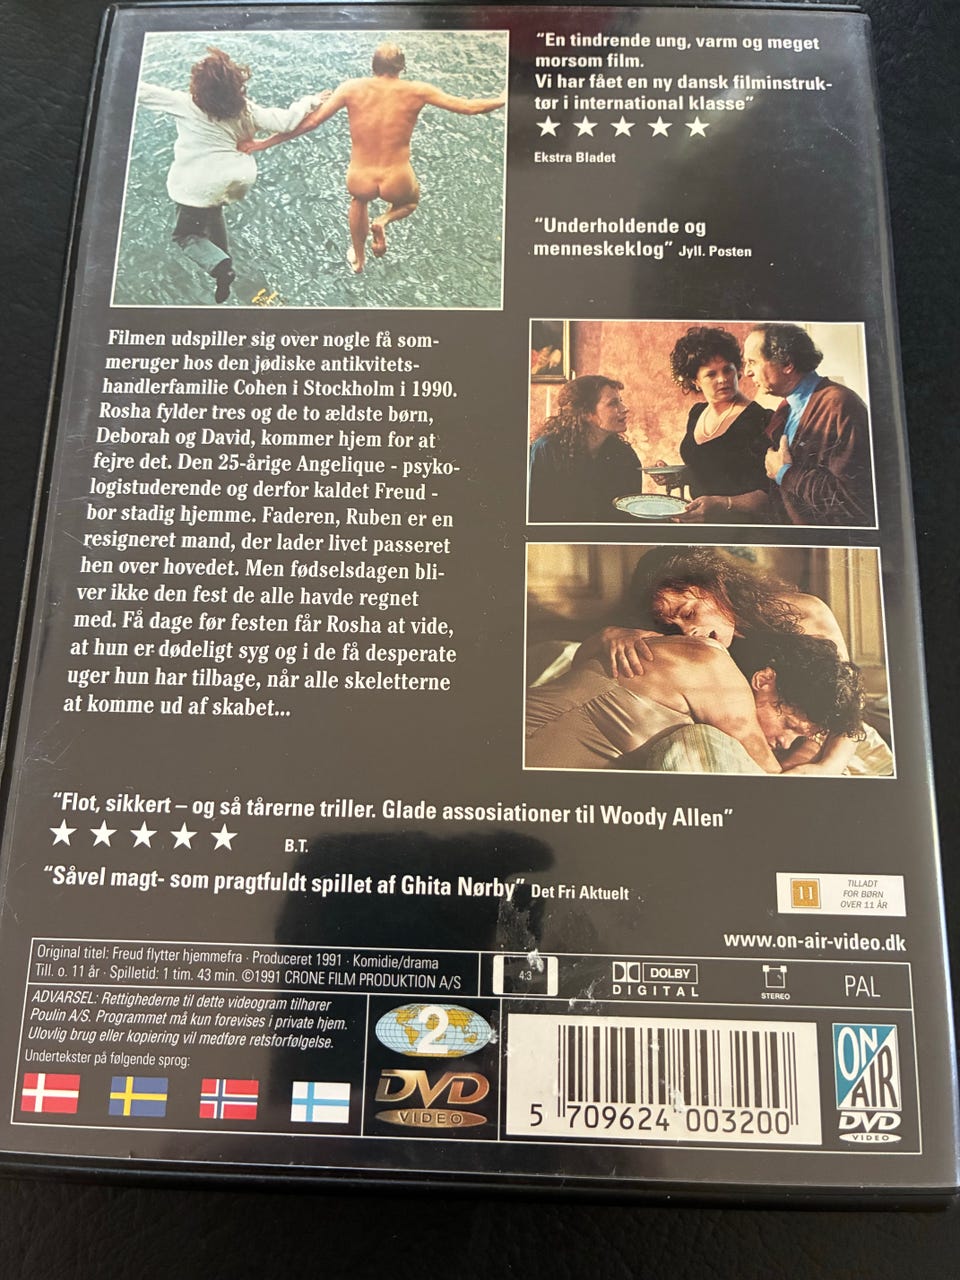 “En tindrende ung, varm og meget
morsom film.
Vi har fået en ny dansk filminstruk-
tør i international klasse”
Ekstra Bladet
“Underholdende og
menneskeklog” Jyll. Posten
Filmen udspiller sig over nogle få som-
meruger hos den jødiske antikvitets-
handlerfamilie Cohen i Stockholm i 1990.
Rosha fylder tres og de to ældste børn,
Deborah og David, kommer hjem for at
fejre det. Den 25-årige Angelique - psyko-
logistuderende og derfor kaldet Freud -
bor stadig hjemme. Faderen, Ruben er en
resigneret mand, der lader livet passeret
hen over hovedet. Men fødselsdagen bli-
ver ikke den fest de alle havde regnet
med. Få dage før festen får Rosha at vide,
at hun er dødeligt syg og i de få desperate
uger hun har tilbage, når alle skeletterne
at komme ud af skabet...
“Flot, sikkert – og så tårerne triller. Glade assosiationer til Woody Allen”
B.T.
“Såvel magt- som pragtfuldt spillet af Ghita Nørby” Det Fri Aktuelt
11
TILLADT
FOR BØRN
OVER 11 ÅR
www.on-air-video.dk
Original titel: Freud flytter hjemmefra · Produceret 1991 · Komidie/drama
Till. o. 11 år · Spilletid: 1 tim. 43 min. ©1991 CRONE FILM PRODUKTION A/S
4:3
DOLBY
DIGITAL
STEREO
PAL
ADVARSEL: Rettighederne til dette videogram tilhører
Poulin A/S. Programmet må kun forevises i private hjem.
Ulovlig brug eller kopiering vil medføre retsforfølgelse.
Undertekster på følgende sprog:
2
DVD
VIDEO
5 709624 003200
ON
AIR
DVD
VIDEO